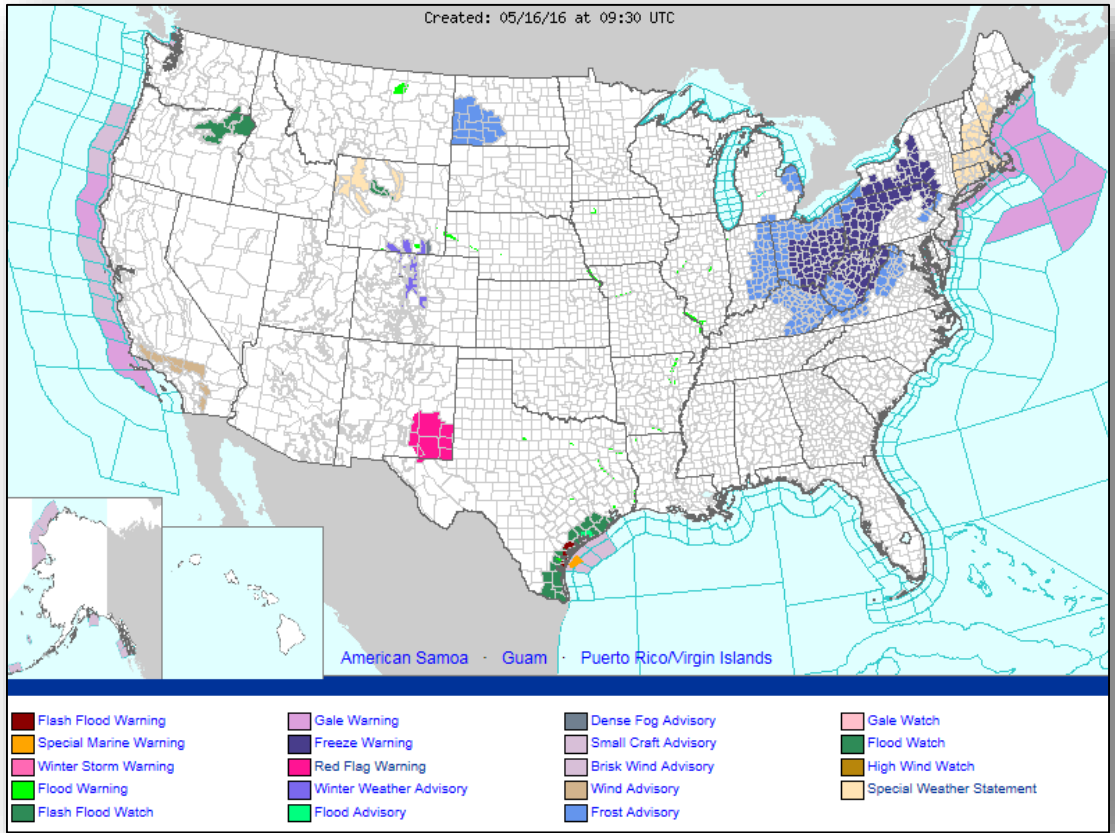 Created: 05/16/16 at 09:30 UTC
American Samoa · Guam · Puerto Rico/Virgin Islands
Flash Flood Warning
Special Marine Warning
Winter Storm Warning
Flood Warning
Flash Flood Watch
Gale Warning
Freeze Warning
Red Flag Warning
Winter Weather Advisory
Flood Advisory
Dense Fog Advisory
Small Craft Advisory
Brisk Wind Advisory
Wind Advisory
Frost Advisory
Gale Watch
Flood Watch
High Wind Watch
Special Weather Statement